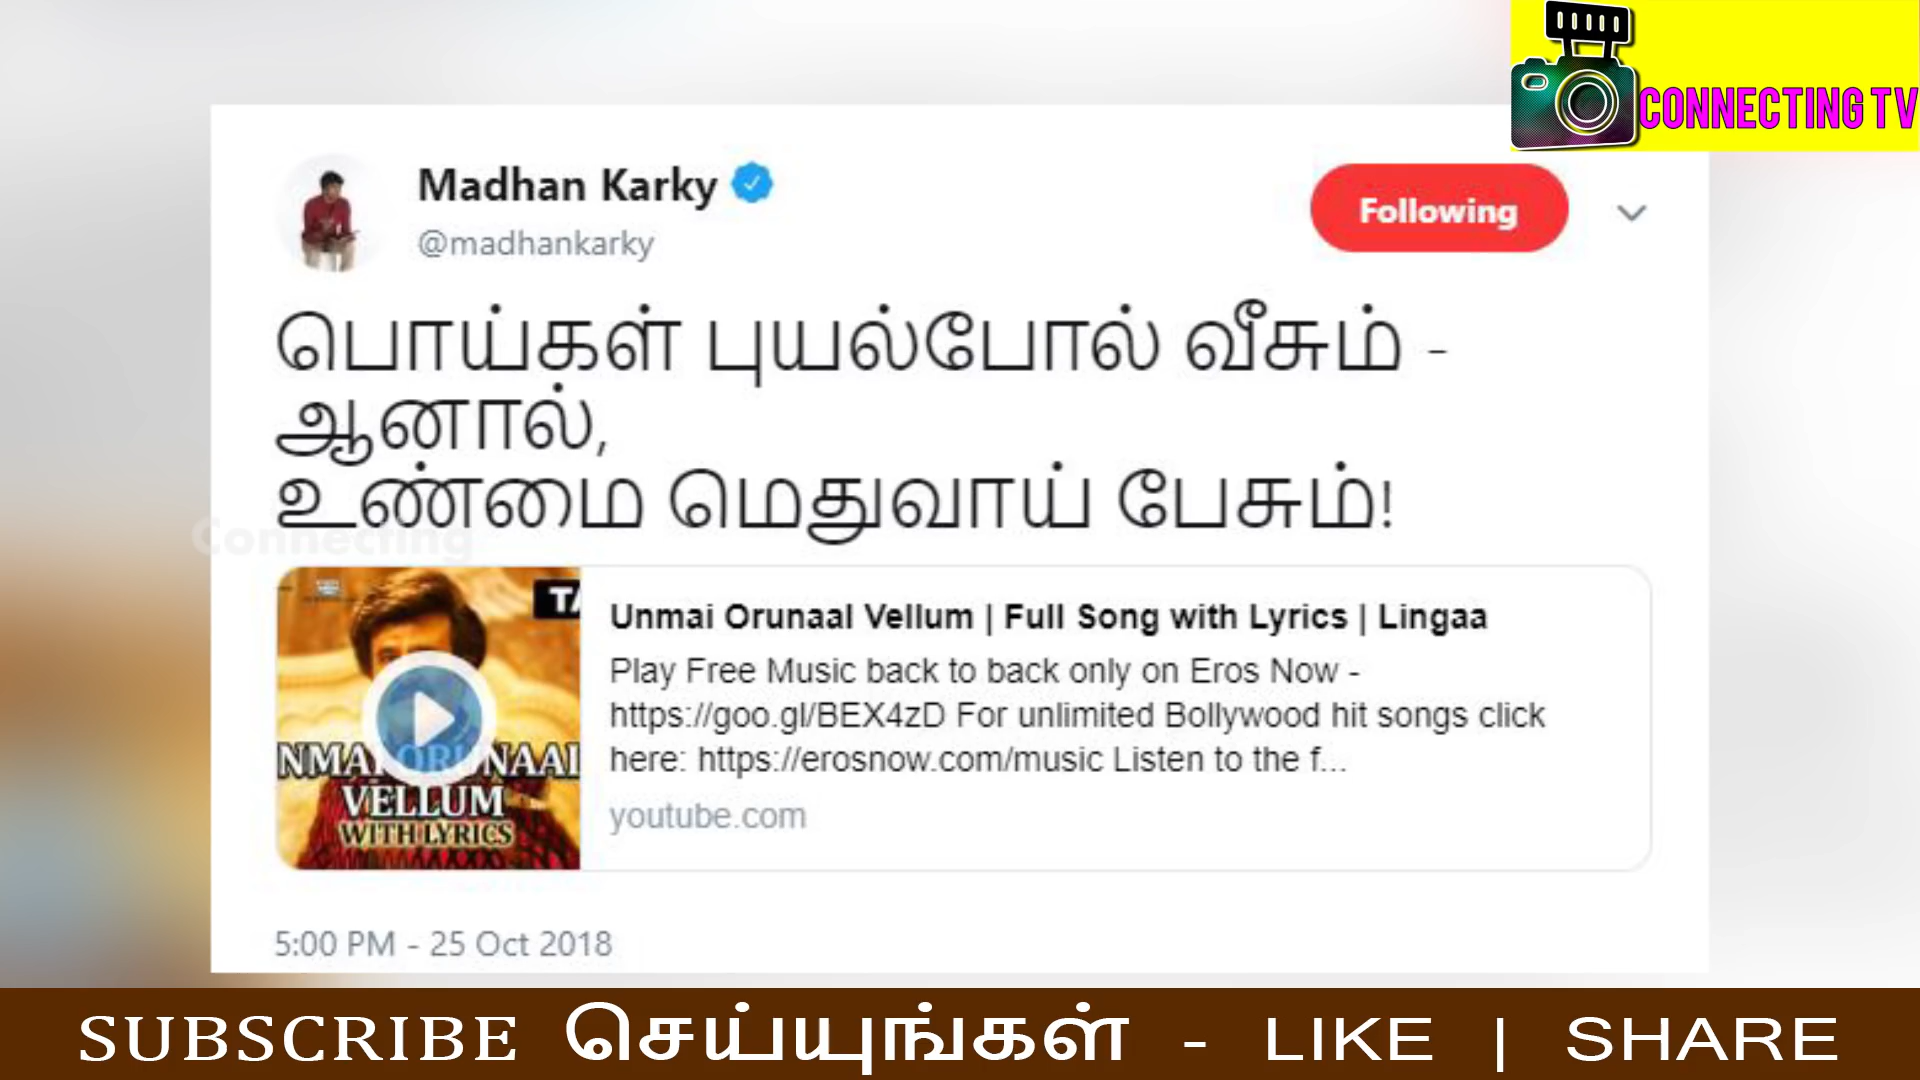 CONNECTING TV
Madhan Karky
@madhankarky
Following
பொய்கள் புயல்போல் வீசும் -
ஆனால்,
உண்மை மெதுவாய் பேசும்!
Connecting
Unmai Orunaal Vellum | Full Song with Lyrics | Lingaa
Play Free Music back to back only on Eros Now -
https://goo.gl/BEX4zD For unlimited Bollywood hit songs click
here: https://erosnow.com/music Listen to the f...
youtube.com
VELLUM
WITH LYRICS
5:00 PM - 25 Oct 2018
SUBSCRIBE செய்யுங்கள் - LIKE | SHARE